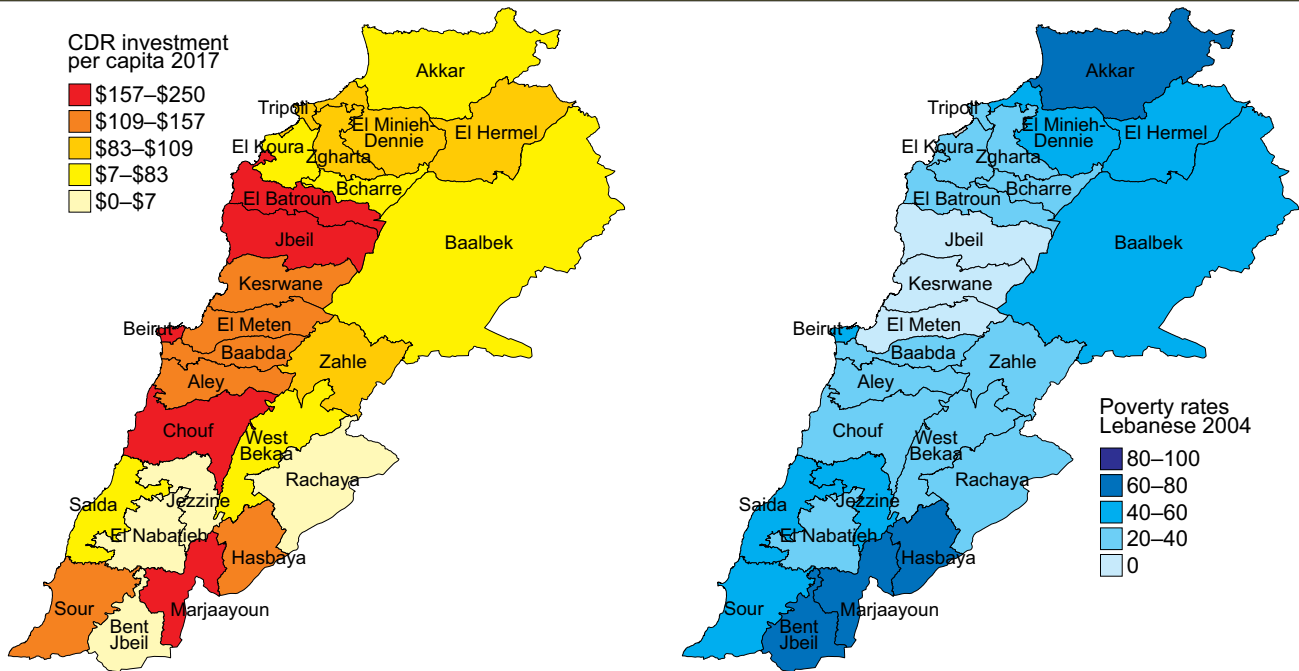 CDR investment
per capita 2017
$157–$250
$109–$157
$83–$109
$7–$83
$0–$7
Akkar
Tripoli
El Minieh-
Dennie
El Hermel
El Koura
Zgharta
Bcharre
El Batroun
Jbeil
Baalbek
Kesrwane
Beirut
El Meten
Baabda
Zahle
Aley
Chouf
West
Bekaa
Rachaya
Saida
Jezzine
El Nabatieh
Hasbaya
Sour
Marjaayoun
Bent
Jbeil
Akkar
Tripoli
El Minieh-
Dennie
El Hermel
El Koura
Zgharta
Bcharre
El Batroun
Jbeil
Baalbek
Kesrwane
Beirut
El Meten
Baabda
Zahle
Aley
Chouf
West
Bekaa
Rachaya
Saida
Jezzine
El Nabatieh
Hasbaya
Sour
Marjaayoun
Bent
Jbeil
Poverty rates
Lebanese 2004
80–100
60–80
40–60
20–40
0